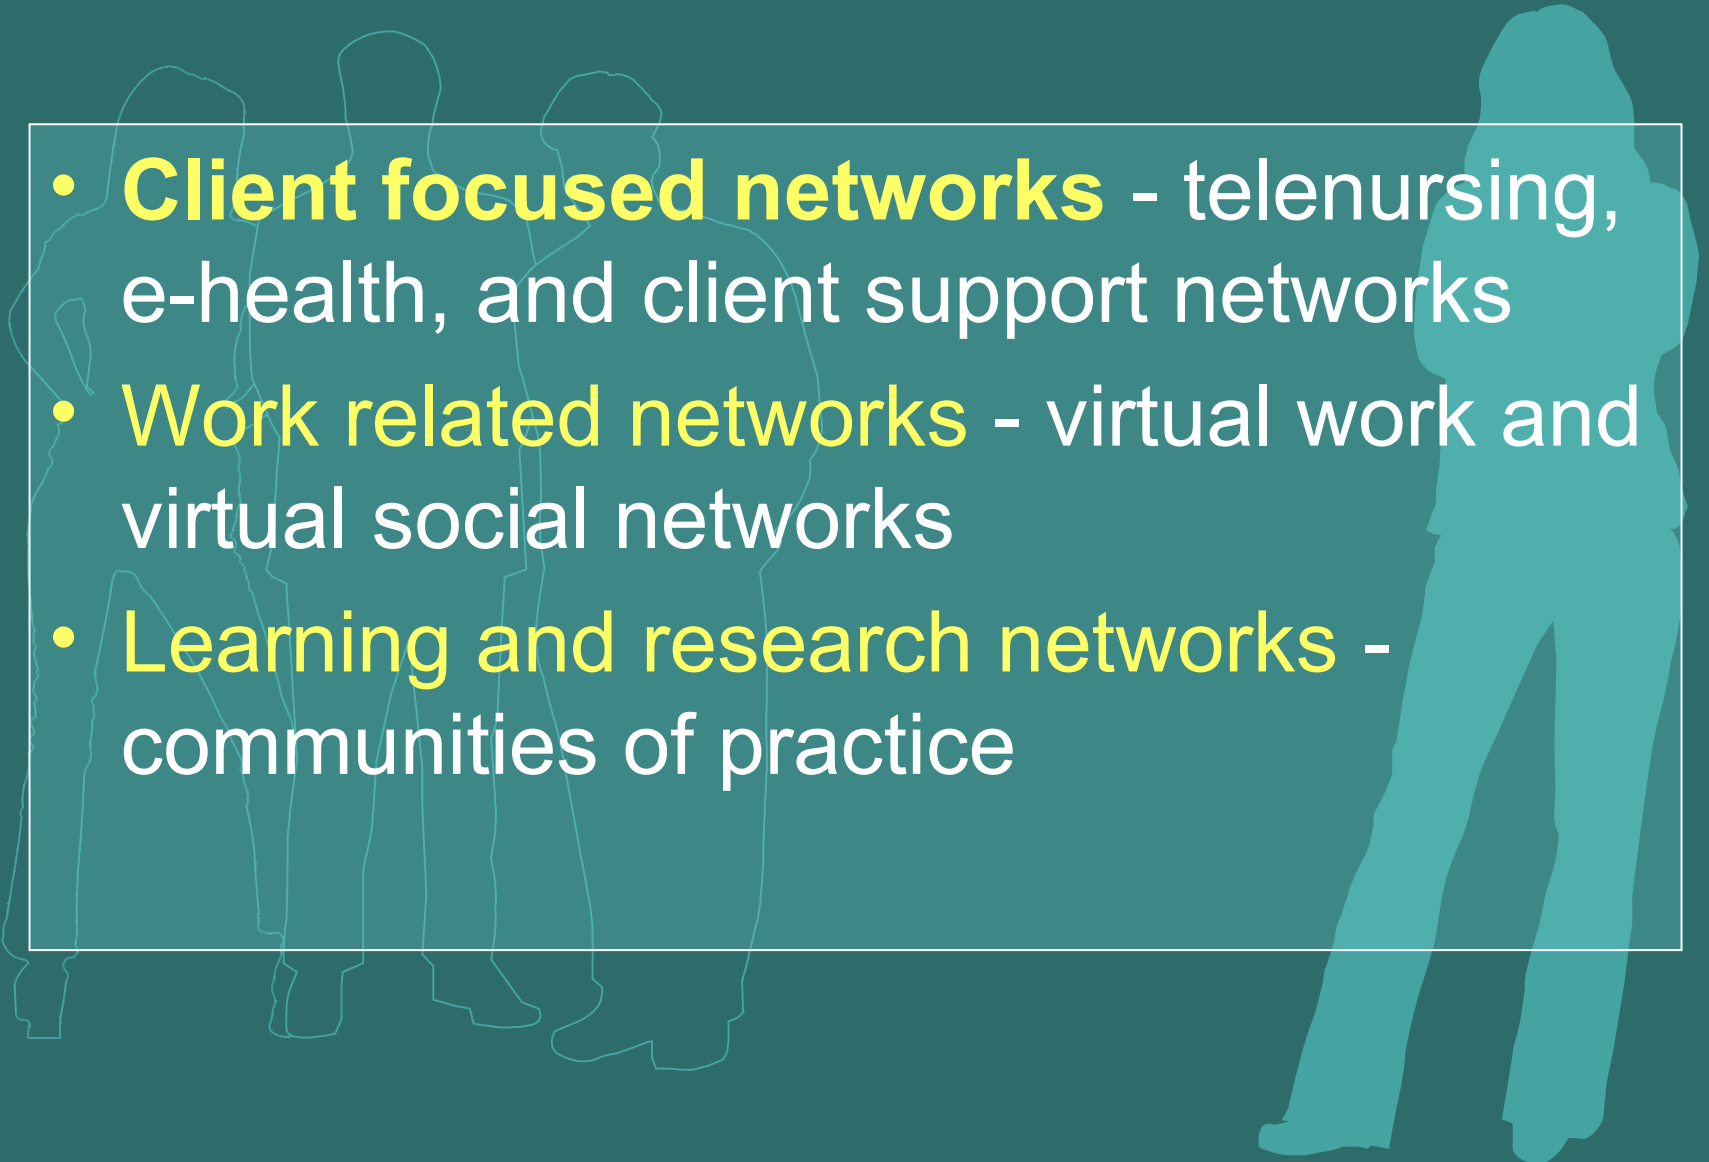 • Client focused networks - telenursing,
e-health, and client support networks
• Work related networks - virtual work and
virtual social networks
• Learning and research networks -
communities of practice